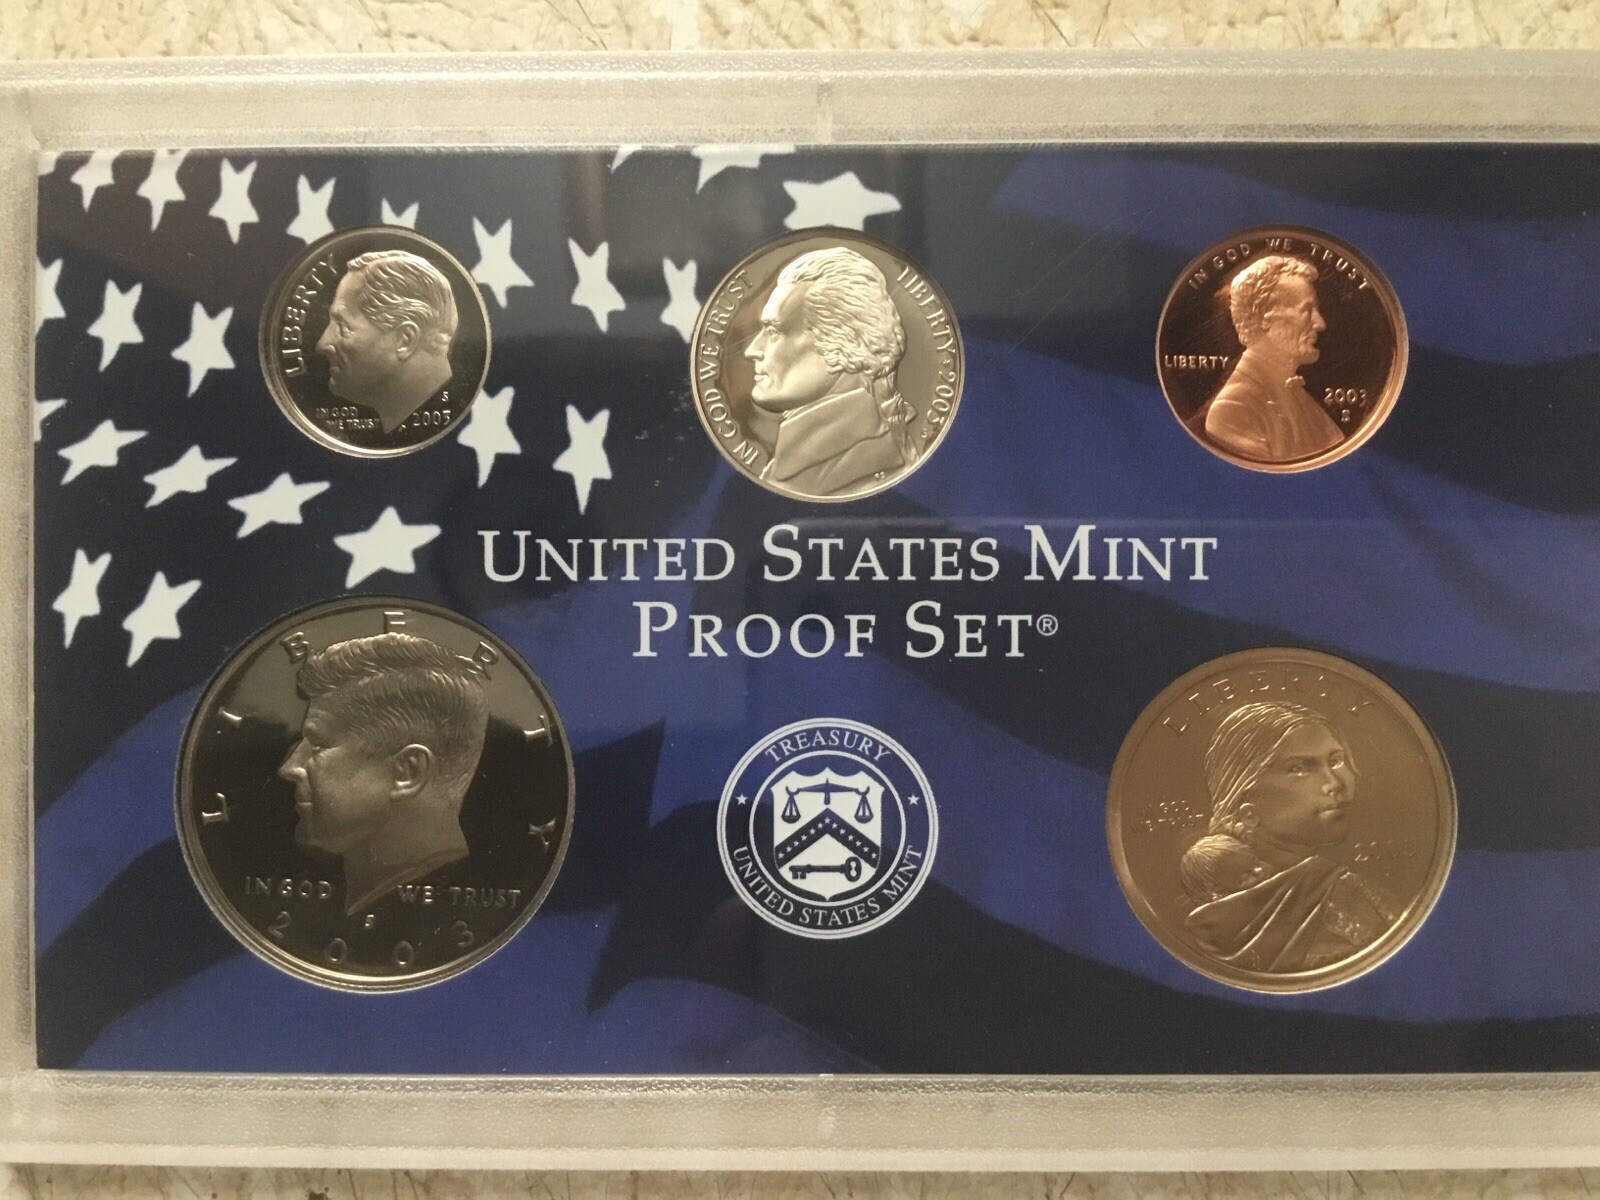 LIBERTY
IN GOD
WE TRUST
S
2003
IN GOD WE TRUST
LIBERTY 2003
S
IN GOD WE TRUST
LIBERTY
2003
S
UNITED STATES MINT
PROOF SET®
LIBERTY
IN GOD WE TRUST
S
2003
TREASURY
UNITED STATES MINT
LIBERTY
IN GOD
WE TRUST